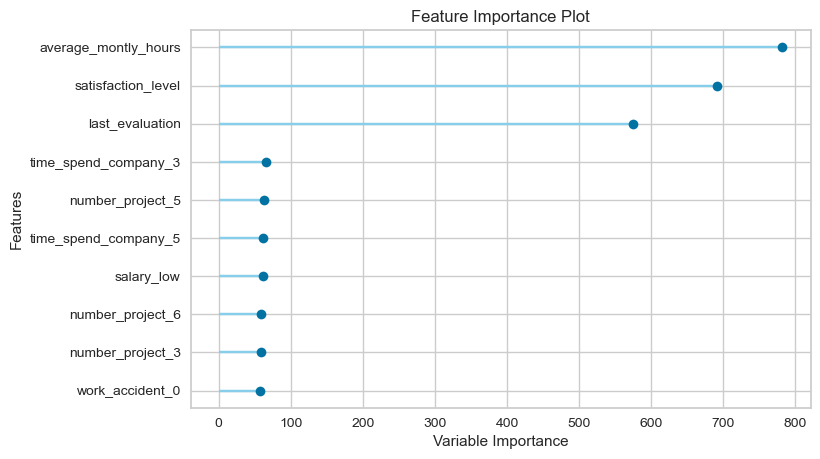 Feature Importance Plot
average_montly_hours
satisfaction_level
last_evaluation
time_spend_company_3
number_project_5
time_spend_company_5
salary_low
number_project_6
number_project_3
work_accident_0
Features
0 100 200 300 400 500 600 700 800
Variable Importance